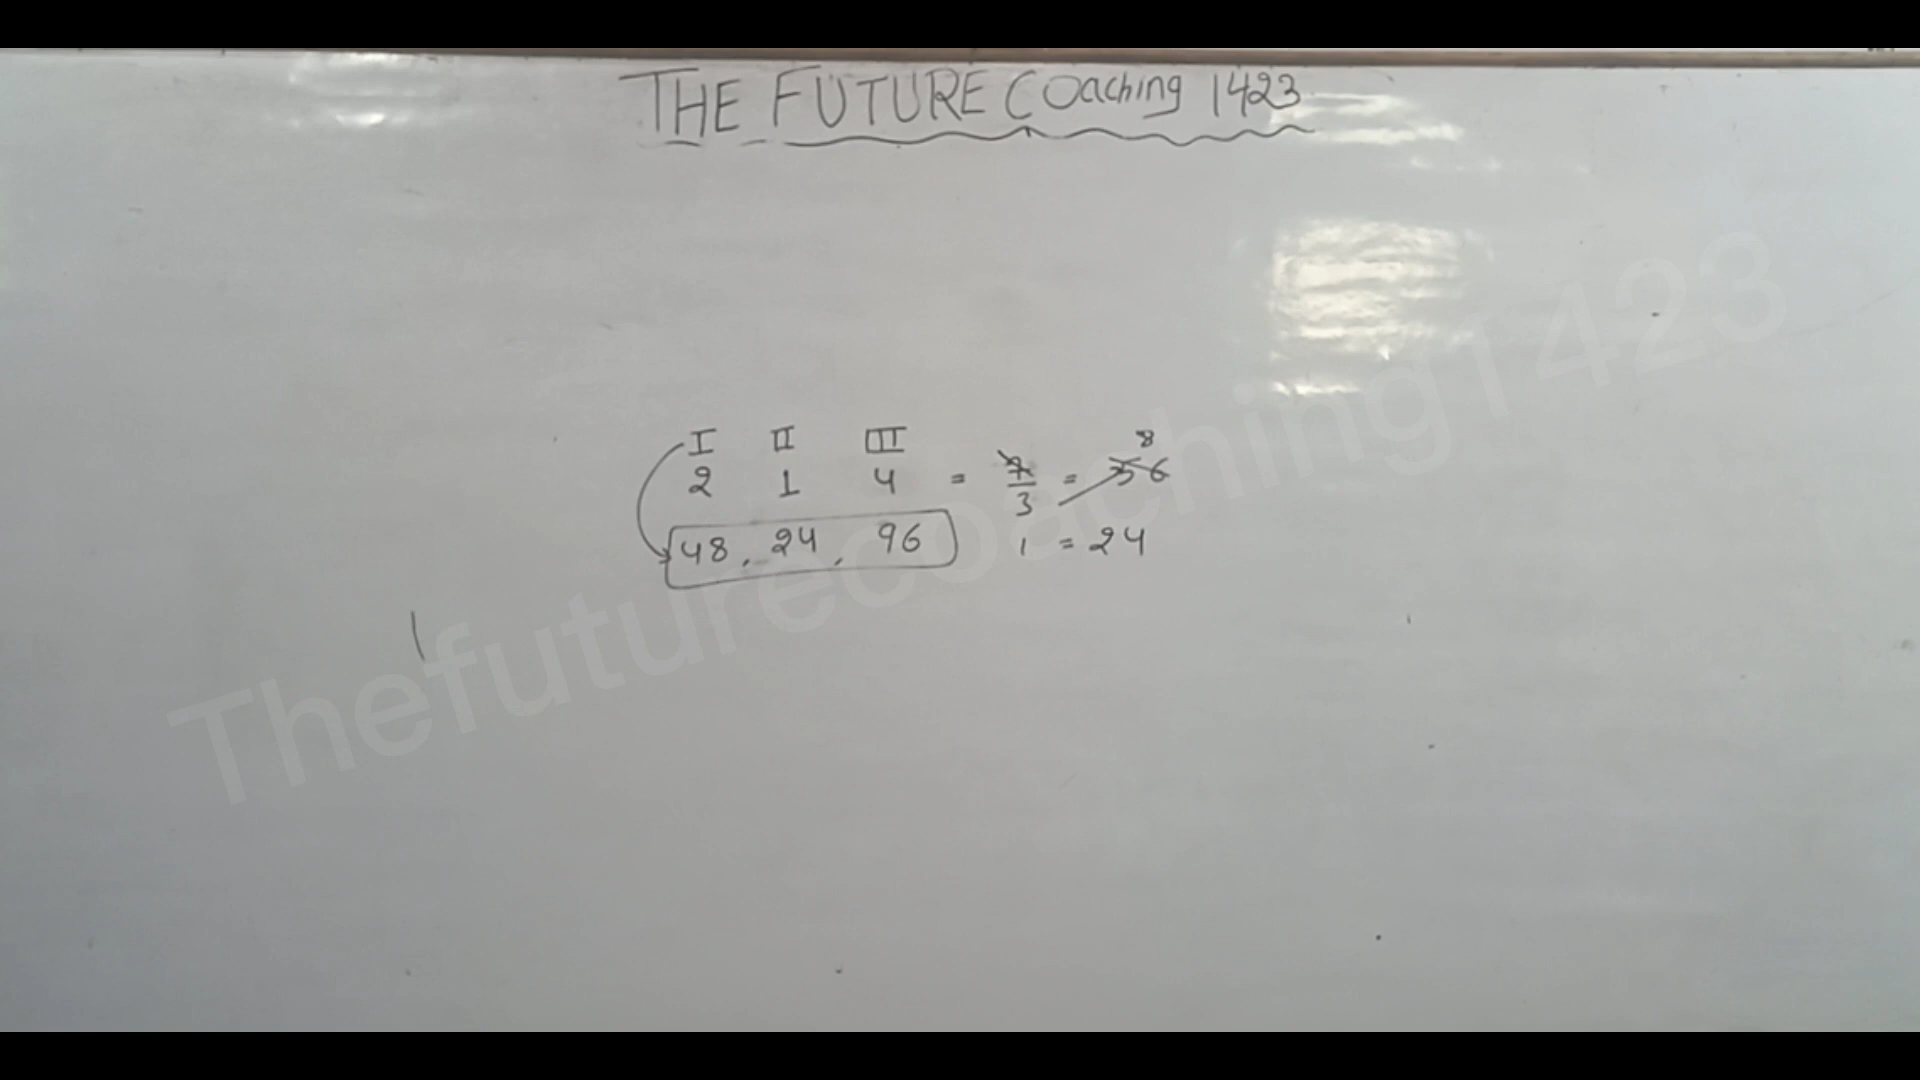 THE FUTURE Coaching 1423
I II III 8
2 1 4 = 7/3 = 56
48, 24, 96 1 = 24
Thefuturecoaching1423